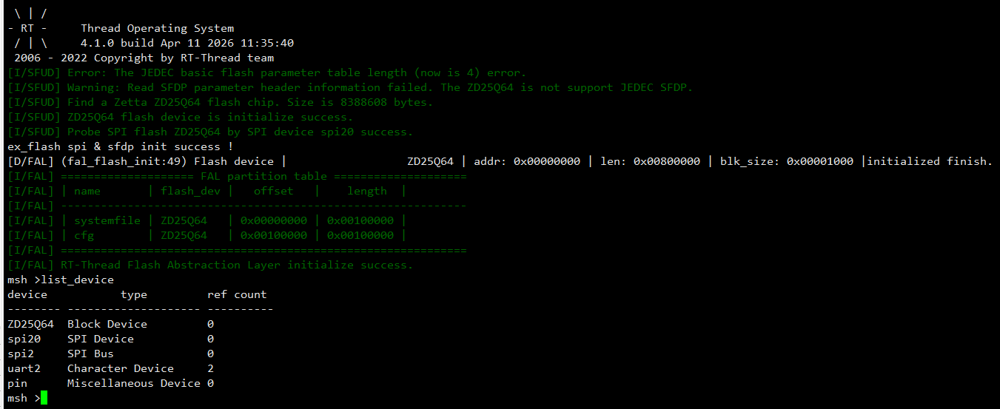 \ | /
- RT -     Thread Operating System
 / | \     4.1.0 build Apr 11 2026 11:35:40
 2006 - 2022 Copyright by RT-Thread team
[I/SFUD] Error: The JEDEC basic flash parameter table length (now is 4) error.
[I/SFUD] Warning: Read SFDP parameter header information failed. The ZD25Q64 is not support JEDEC SFDP.
[I/SFUD] Find a Zetta ZD25Q64 flash chip. Size is 8388608 bytes.
[I/SFUD] ZD25Q64 flash device is initialize success.
[I/SFUD] Probe SPI flash ZD25Q64 by SPI device spi20 success.
ex_flash spi & sfdp init success !
[D/FAL] (fal_flash_init:49) Flash device |                  ZD25Q64 | addr: 0x00000000 | len: 0x00800000 | blk_size: 0x00001000 |initialized finish.
[I/FAL] ==================== FAL partition table ====================
[I/FAL] | name       | flash_dev |   offset   |    length  |
[I/FAL] -------------------------------------------------------------
[I/FAL] | systemfile | ZD25Q64   | 0x00000000 | 0x00100000 |
[I/FAL] | cfg        | ZD25Q64   | 0x00100000 | 0x00100000 |
[I/FAL] =============================================================
[I/FAL] RT-Thread Flash Abstraction Layer initialize success.
msh >list_device
device           type         ref count
-------- -------------------- ----------
ZD25Q64  Block Device         0
spi20    SPI Device           0
spi2     SPI Bus              0
uart2    Character Device     2
pin      Miscellaneous Device 0
msh >